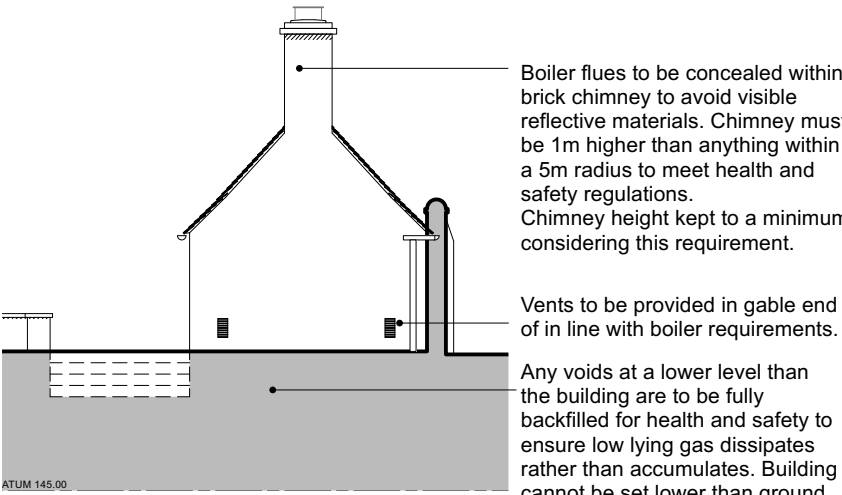 Boiler flues to be concealed within
brick chimney to avoid visible
reflective materials. Chimney must
be 1m higher than anything within
a 5m radius to meet health and
safety regulations.
Chimney height kept to a minimum
considering this requirement.
Vents to be provided in gable end
of in line with boiler requirements.
Any voids at a lower level than
the building are to be fully
backfilled for health and safety to
ensure low lying gas dissipates
rather than accumulates. Building
cannot be set lower than ground
ATUM 145.00